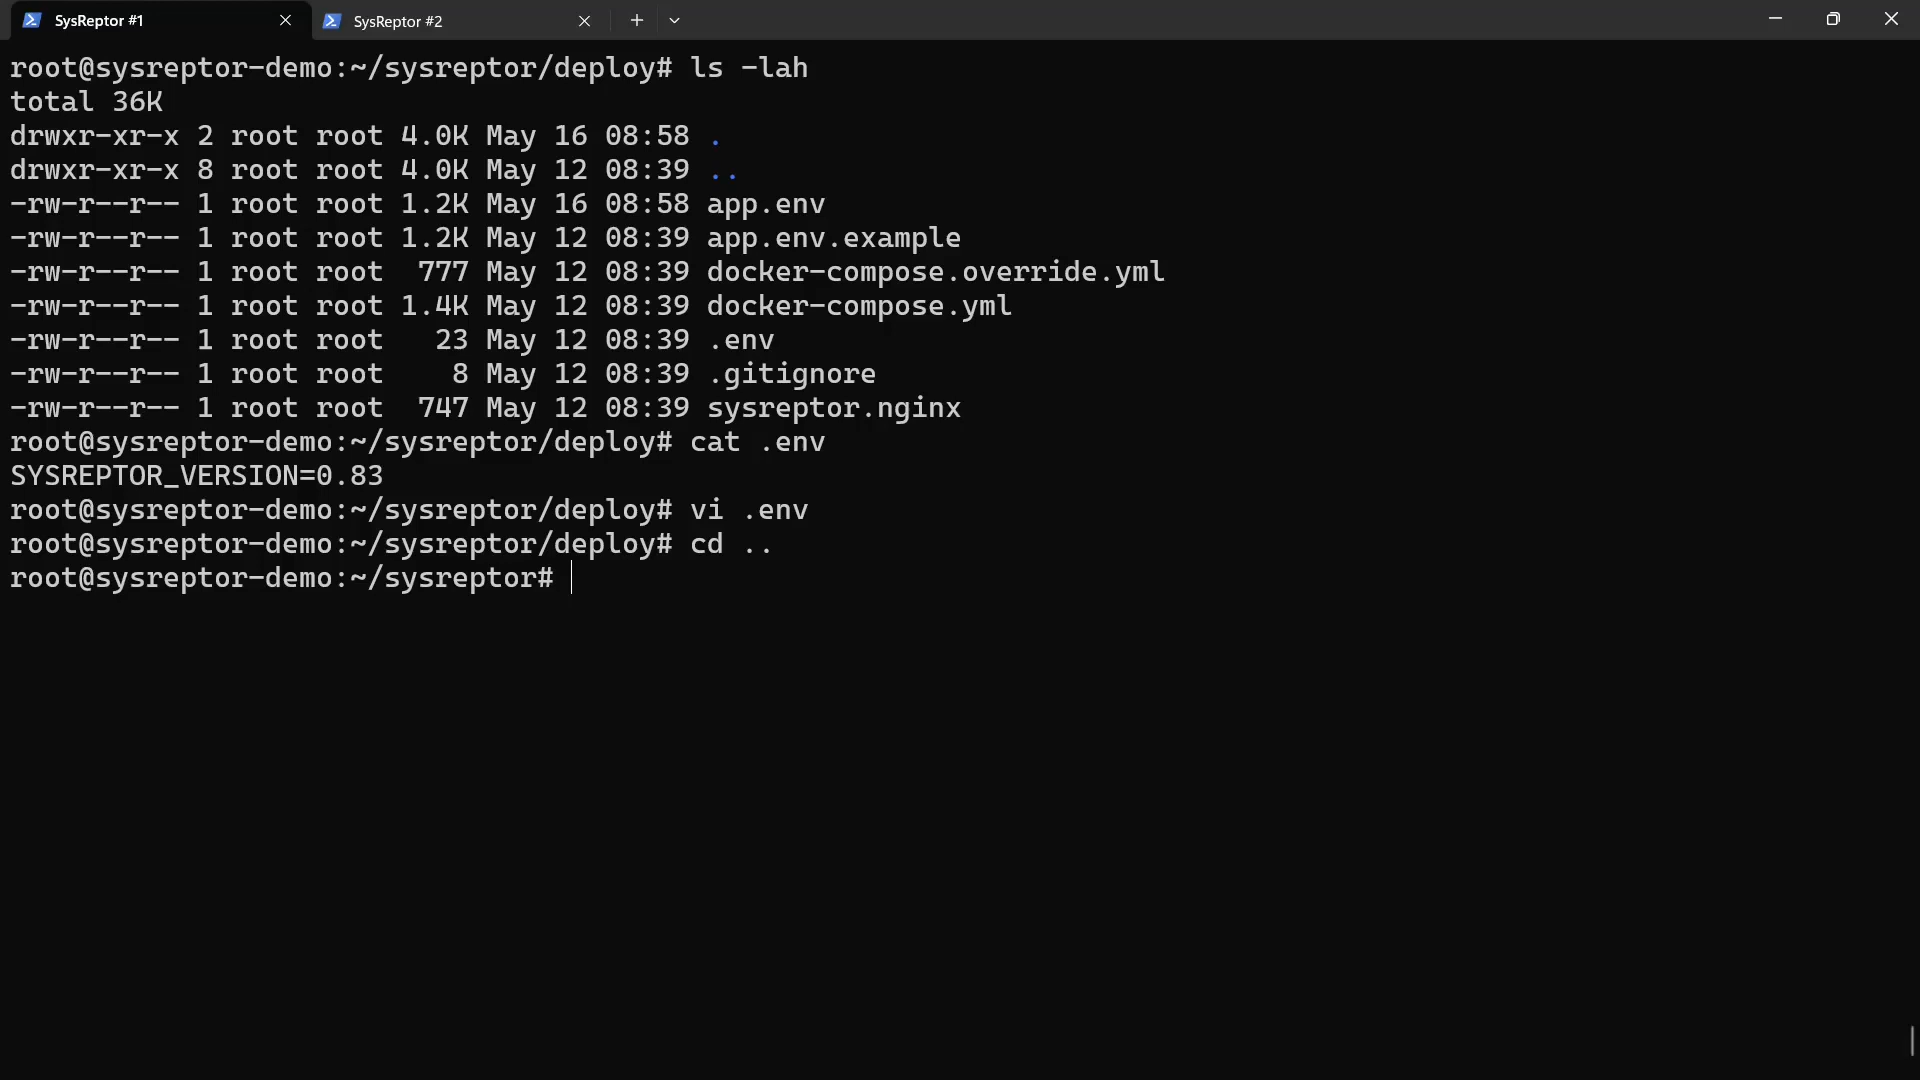 SysReptor #1
SysReptor #2
root@sysreptor-demo:~/sysreptor/deploy# ls -lah
total 36K
drwxr-xr-x 2 root root 4.0K May 16 08:58 .
drwxr-xr-x 8 root root 4.0K May 12 08:39 ..
-rw-r--r-- 1 root root 1.2K May 16 08:58 app.env
-rw-r--r-- 1 root root 1.2K May 12 08:39 app.env.example
-rw-r--r-- 1 root root  777 May 12 08:39 docker-compose.override.yml
-rw-r--r-- 1 root root 1.4K May 12 08:39 docker-compose.yml
-rw-r--r-- 1 root root   23 May 12 08:39 .env
-rw-r--r-- 1 root root    8 May 12 08:39 .gitignore
-rw-r--r-- 1 root root  747 May 12 08:39 sysreptor.nginx
root@sysreptor-demo:~/sysreptor/deploy# cat .env
SYSREPTOR_VERSION=0.83
root@sysreptor-demo:~/sysreptor/deploy# vi .env
root@sysreptor-demo:~/sysreptor/deploy# cd ..
root@sysreptor-demo:~/sysreptor#